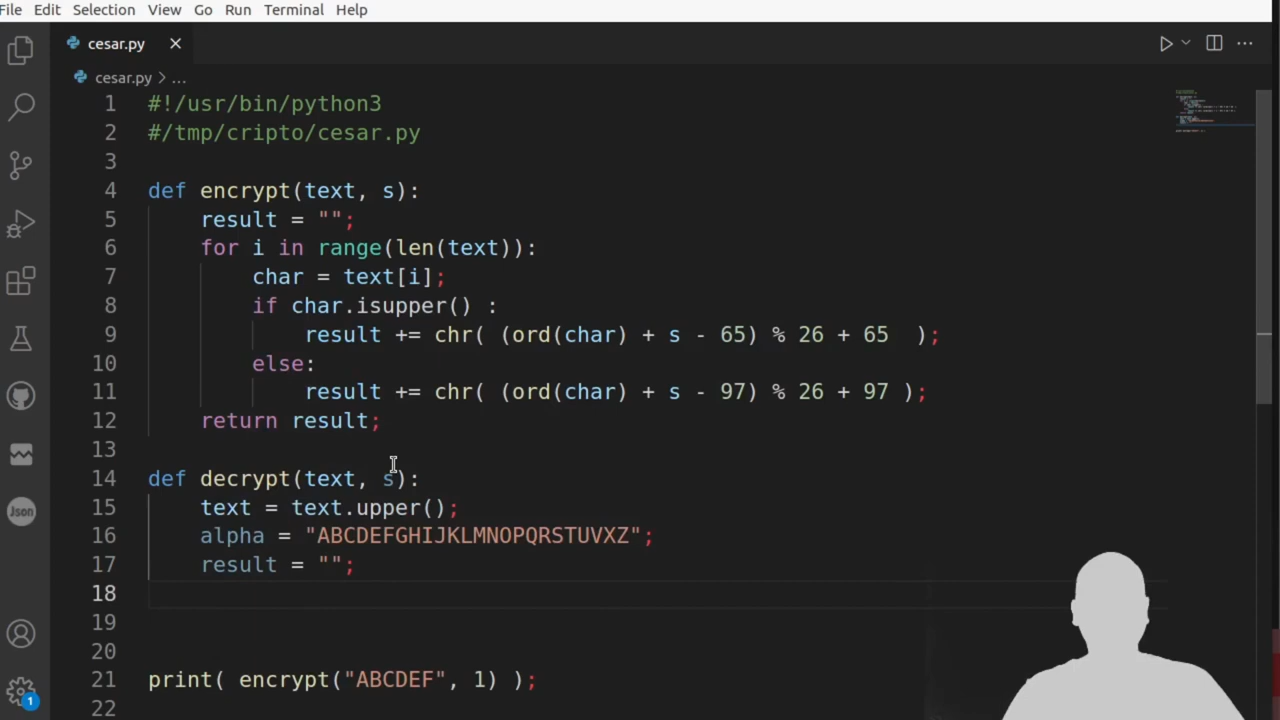 File Edit Selection View Go Run Terminal Help
cesar.py
cesar.py > ...
1 #!/usr/bin/python3
2 #/tmp/cripto/cesar.py
3
4 def encrypt(text, s):
5 result = "";
6 for i in range(len(text)):
7 char = text[i];
8 if char.isupper() :
9 result += chr( (ord(char) + s - 65) % 26 + 65  );
10 else:
11 result += chr( (ord(char) + s - 97) % 26 + 97 );
12 return result;
13
14 def decrypt(text, s):
15 text = text.upper();
16 alpha = "ABCDEFGHIJKLMNOPQRSTUVXZ";
17 result = "";
18
19
20
21 print( encrypt("ABCDEF", 1) );
22
Json
1